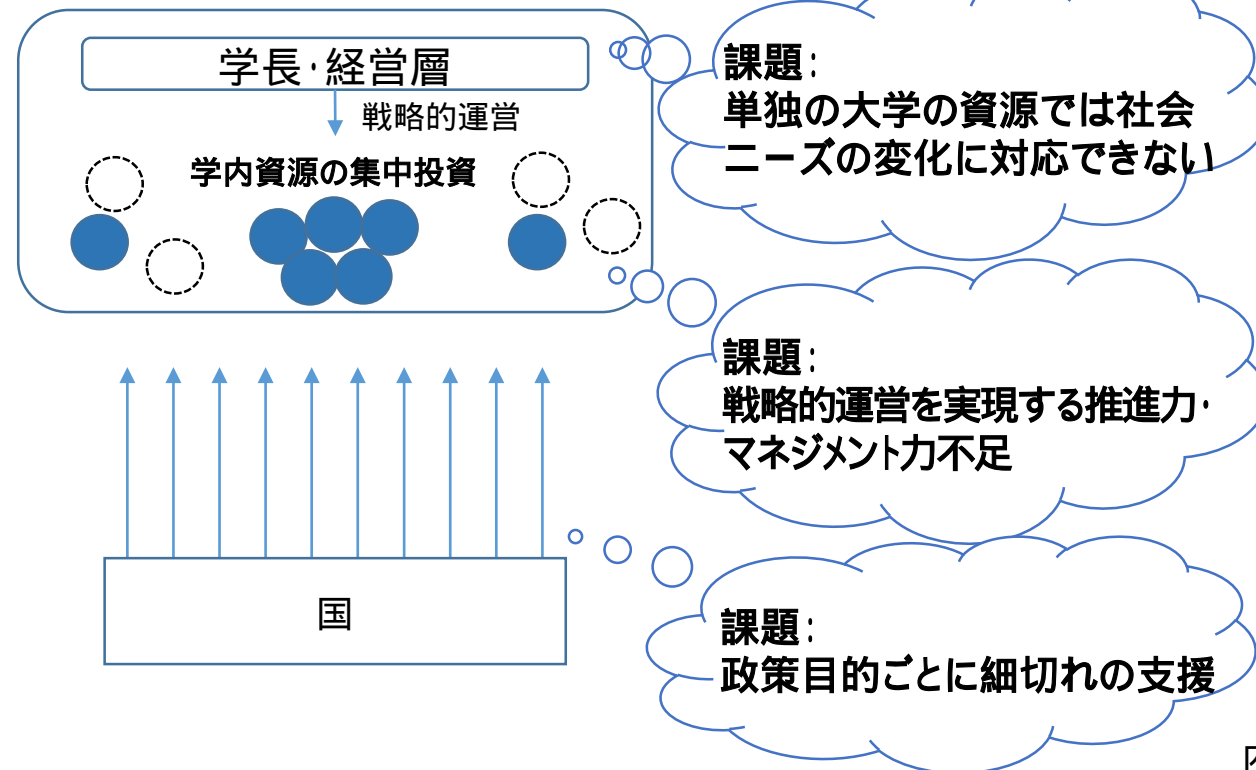 学長・経営層
戦略的運営
学内資源の集中投資
課題:
単独の大学の資源では社会
ニーズの変化に対応できない
課題:
戦略的運営を実現する推進力・
マネジメント力不足
国
課題:
政策目的ごとに細切れの支援